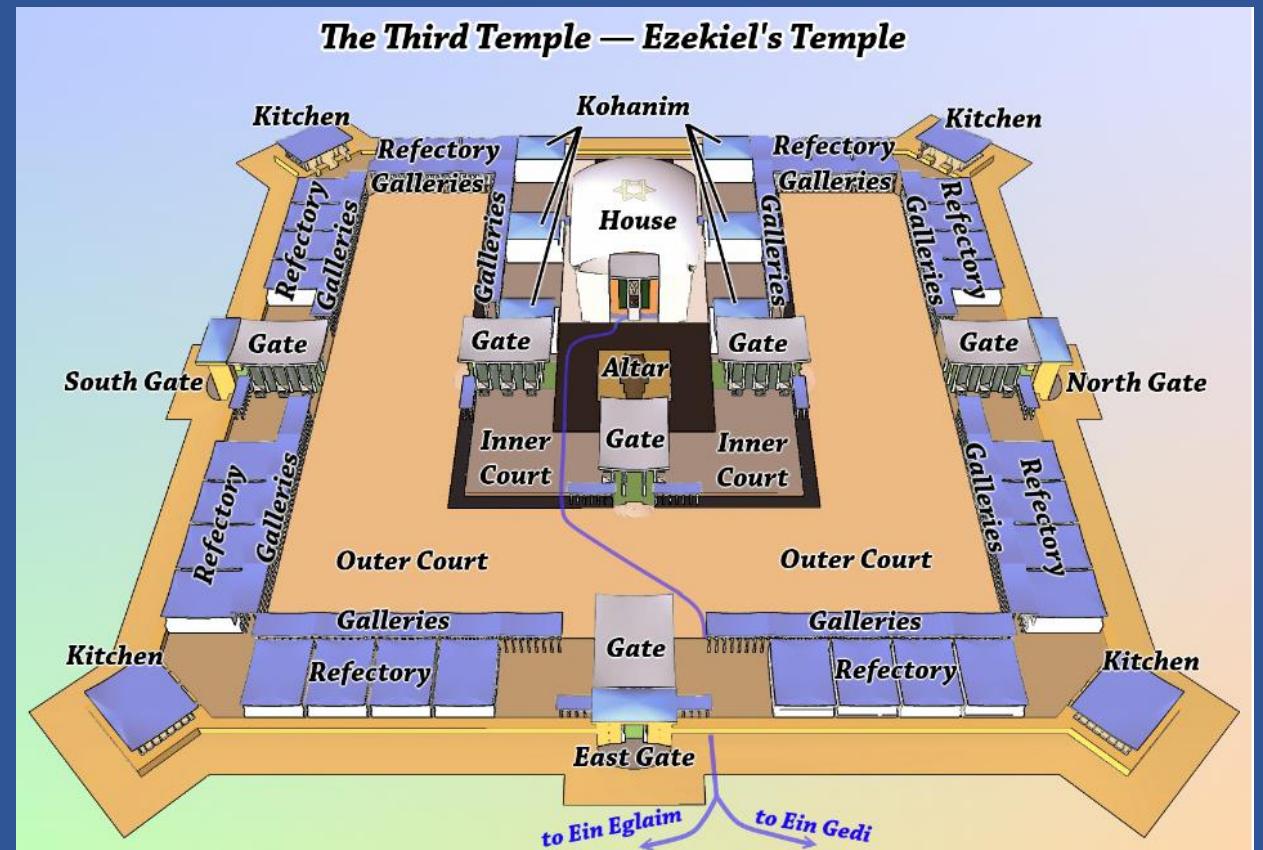 The Third Temple — Ezekiel's Temple
Kohanim
Kitchen
Kitchen
Refectory
Refectory
Galleries
Galleries
Refectory
Galleries
Galleries
House
Galleries
Galleries
Refectory
Gate
Gate
Gate
Gate
South Gate
Altar
North Gate
Inner
Court
Gate
Inner
Court
Refectory
Galleries
Galleries
Refectory
Outer Court
Outer Court
Galleries
Galleries
Kitchen
Refectory
Gate
Refectory
Kitchen
East Gate
to Ein Eglaim
to Ein Gedi